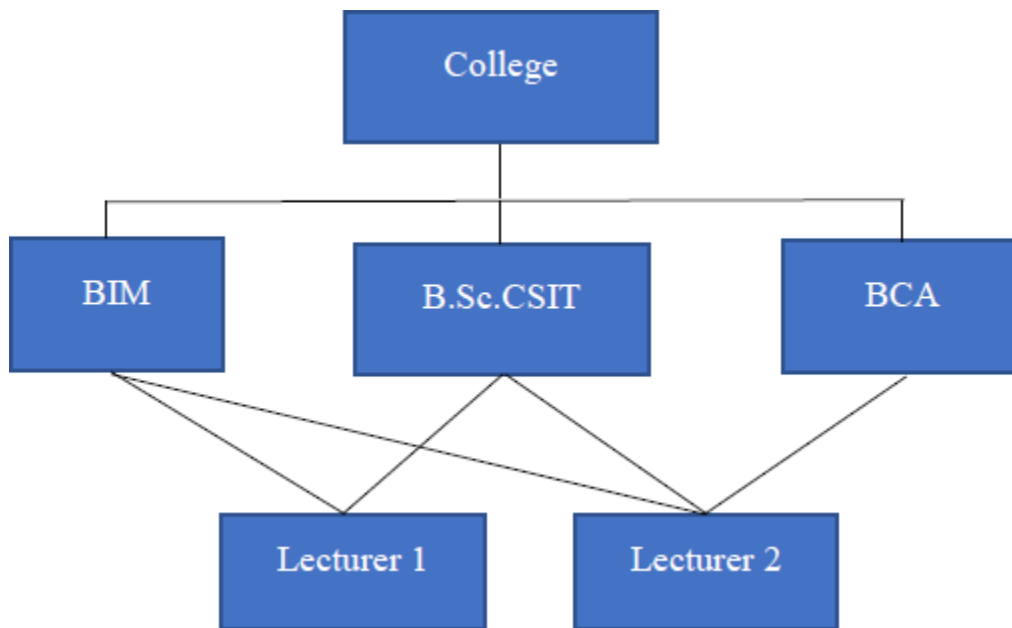 College
BIM
B.Sc.CSIT
BCA
Lecturer 1
Lecturer 2